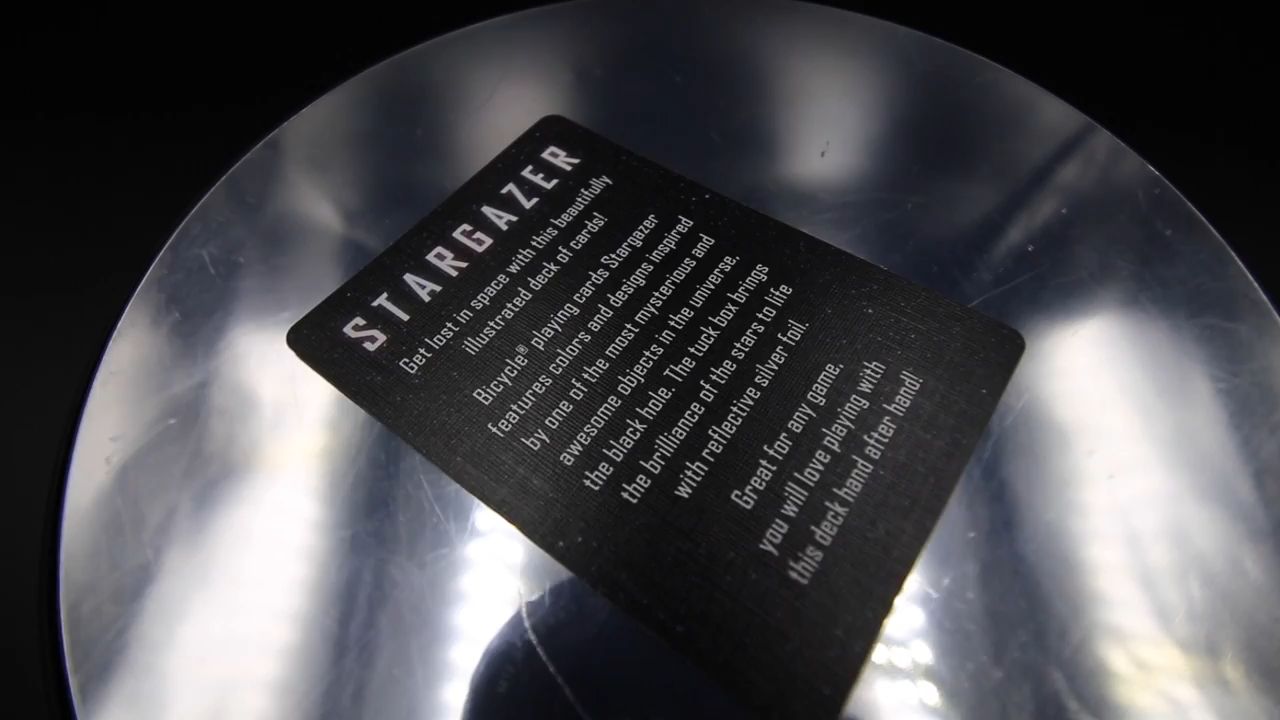 STARGAZER
Get lost in space with this beautifully
illustrated deck of cards!
Bicycle® playing cards Stargazer
features colors and designs inspired
by one of the most mysterious and
awesome objects in the universe,
the black hole. The tuck box brings
the brilliance of the stars to life
with reflective silver foil.
Great for any game,
you will love playing with
this deck hand after hand!